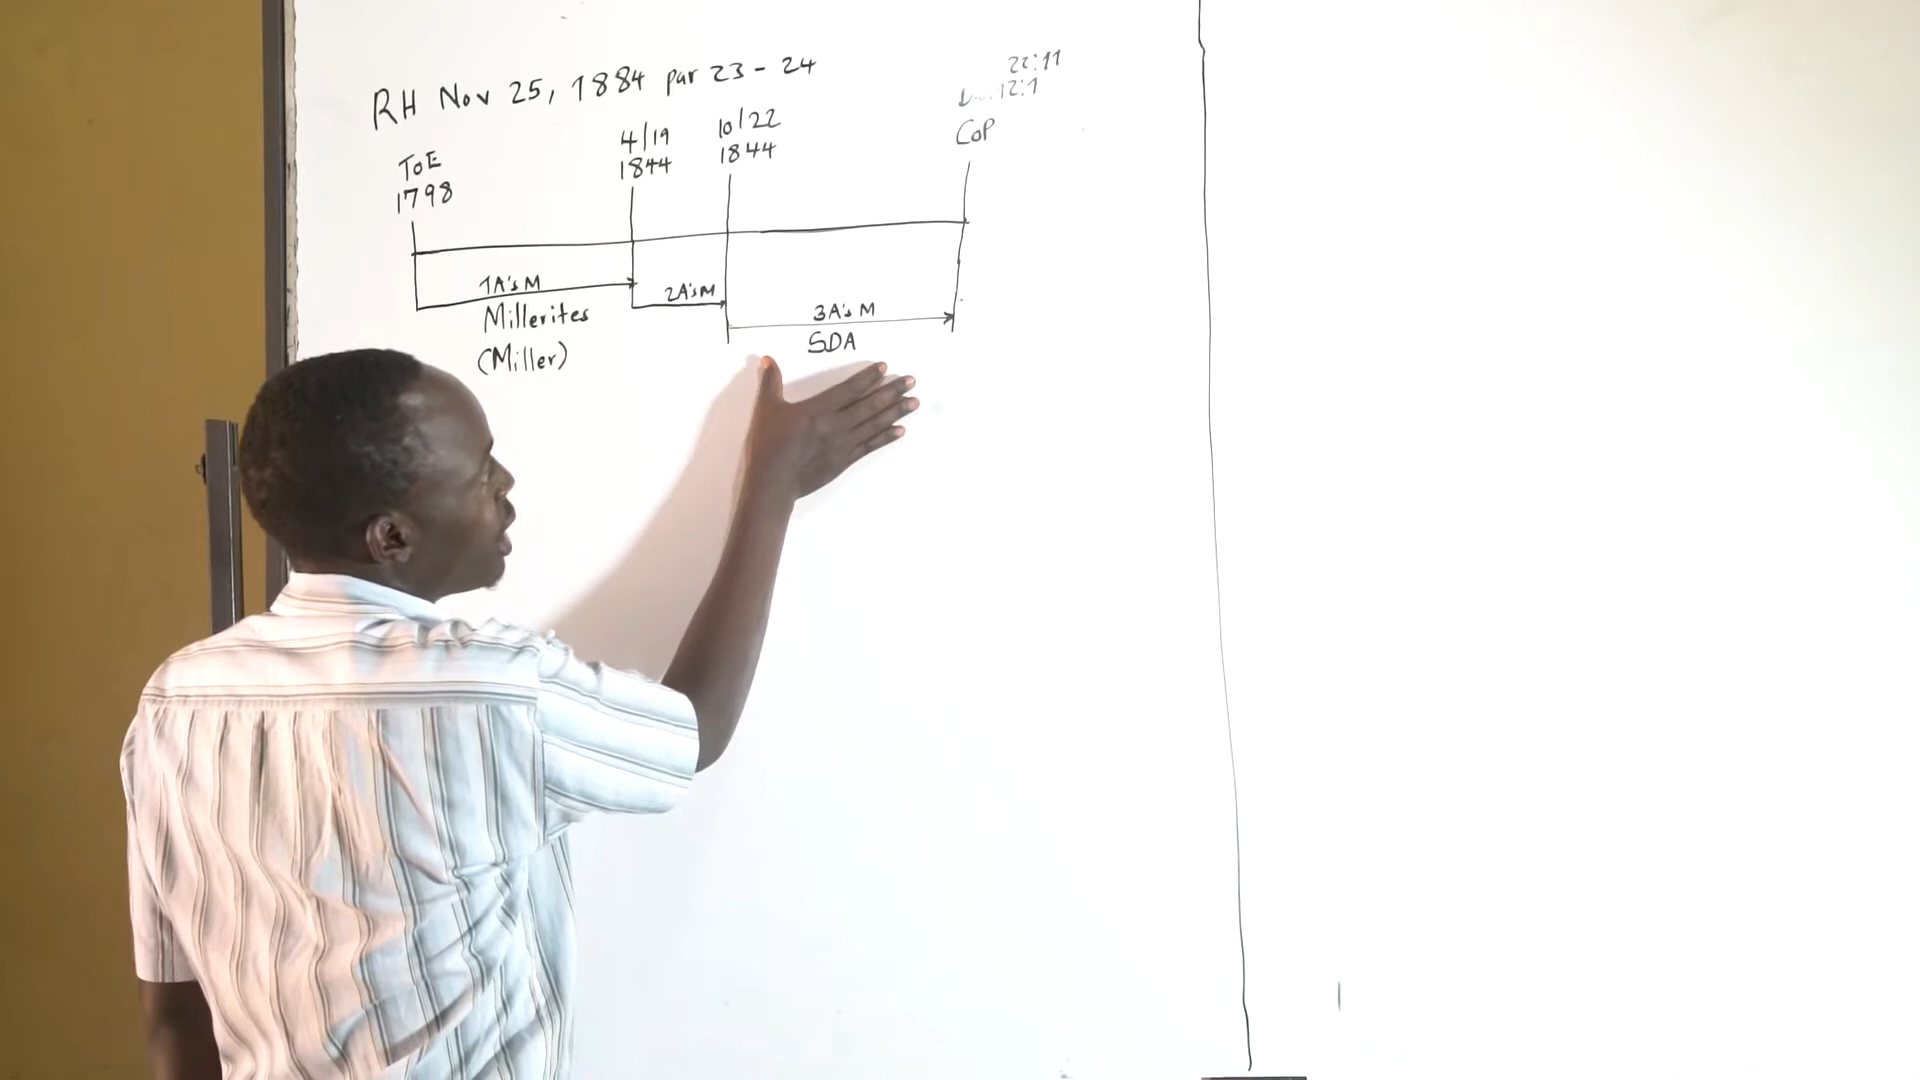 RH Nov 25, 1884 par 23 - 24
22:11
12:1
CoP
4/19
1844
10/22
1844
ToE
1798
1A's M
2A's M
3A's M
Millerites
(Miller)
SDA